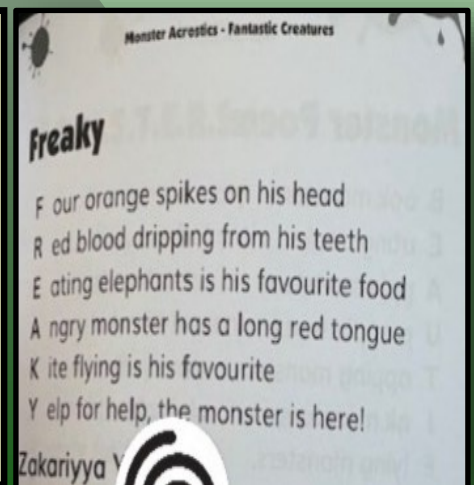 Monster Acrostics - Fantastic Creatures
Freaky
F our orange spikes on his head
R ed blood dripping from his teeth
E ating elephants is his favourite food
A ngry monster has a long red tongue
K ite flying is his favourite
Y elp for help, the monster is here!
Zakariyya